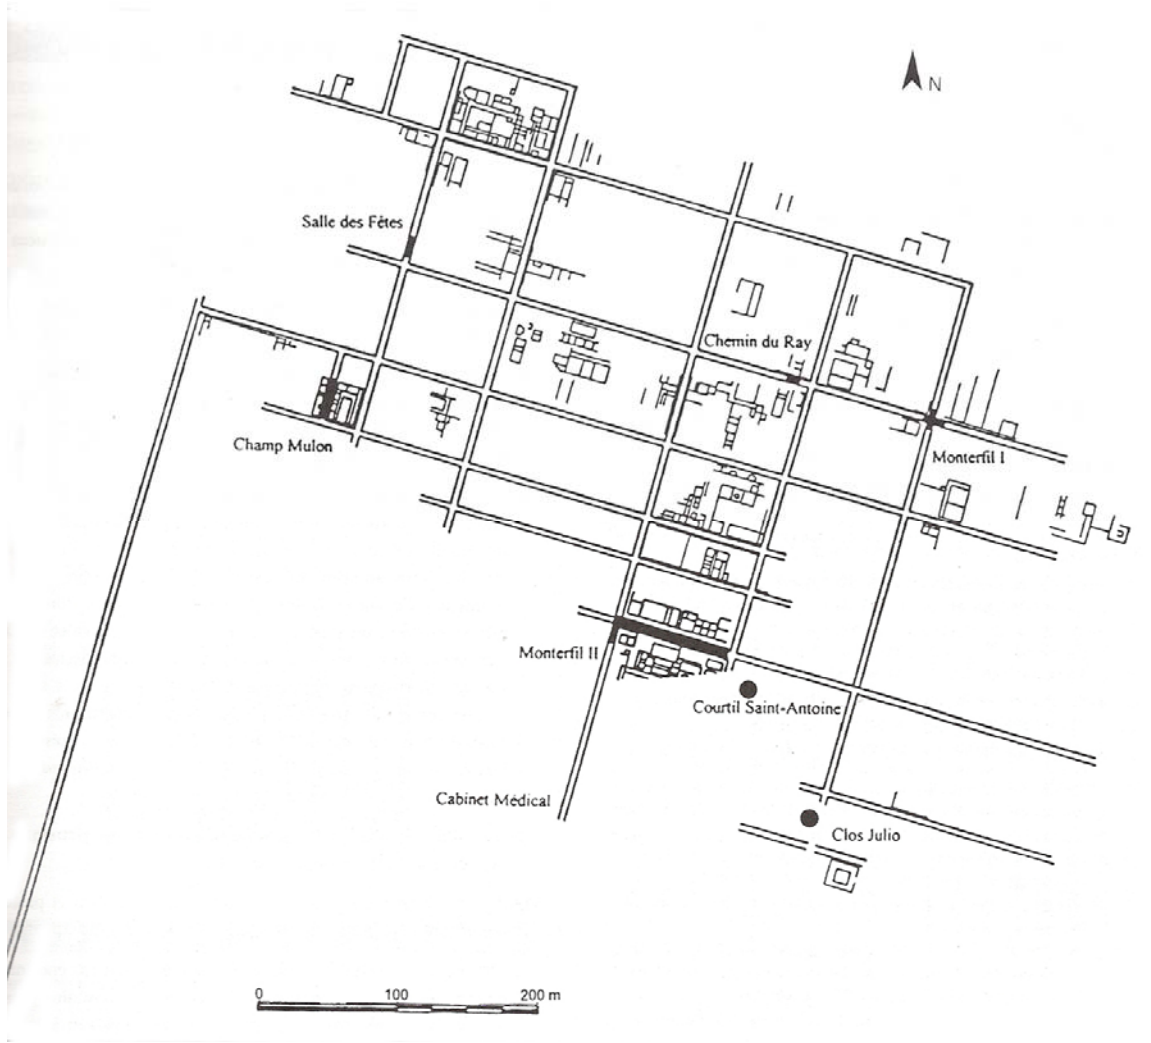 N
Salle des Fêtes
Chemin du Ray
Champ Mulon
Monterfil I
Monterfil II
Courtil Saint-Antoine
Cabinet Médical
Clos Julio
0 100 200 m